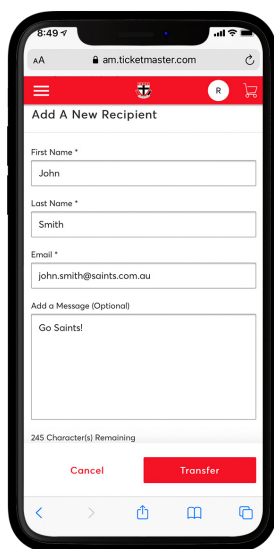 8:49
AA am.ticketmaster.com
R
Add A New Recipient
First Name *
John
Last Name *
Smith
Email *
john.smith@saints.com.au
Add a Message (Optional)
Go Saints!
245 Character(s) Remaining
Cancel Transfer